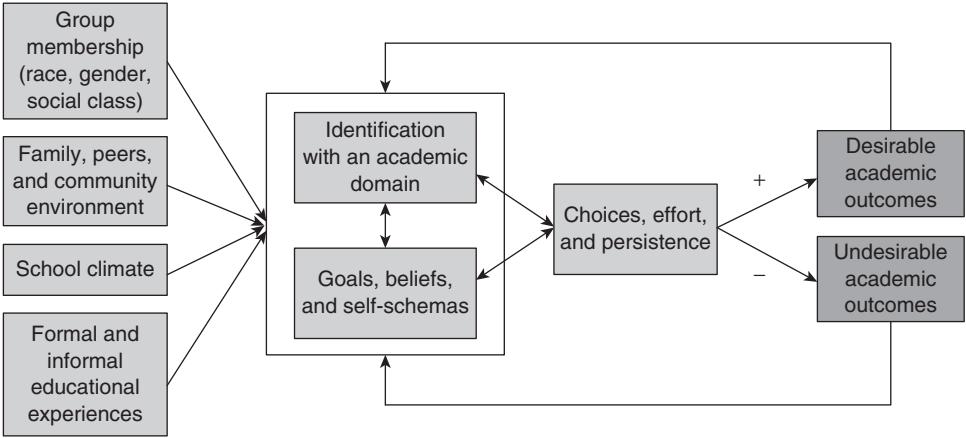 Group
membership
(race, gender,
social class)
Family, peers,
and community
environment
School climate
Formal and
informal
educational
experiences
Identification
with an academic
domain
Goals, beliefs,
and self-schemas
Choices, effort,
and persistence
+
–
Desirable
academic
outcomes
Undesirable
academic
outcomes